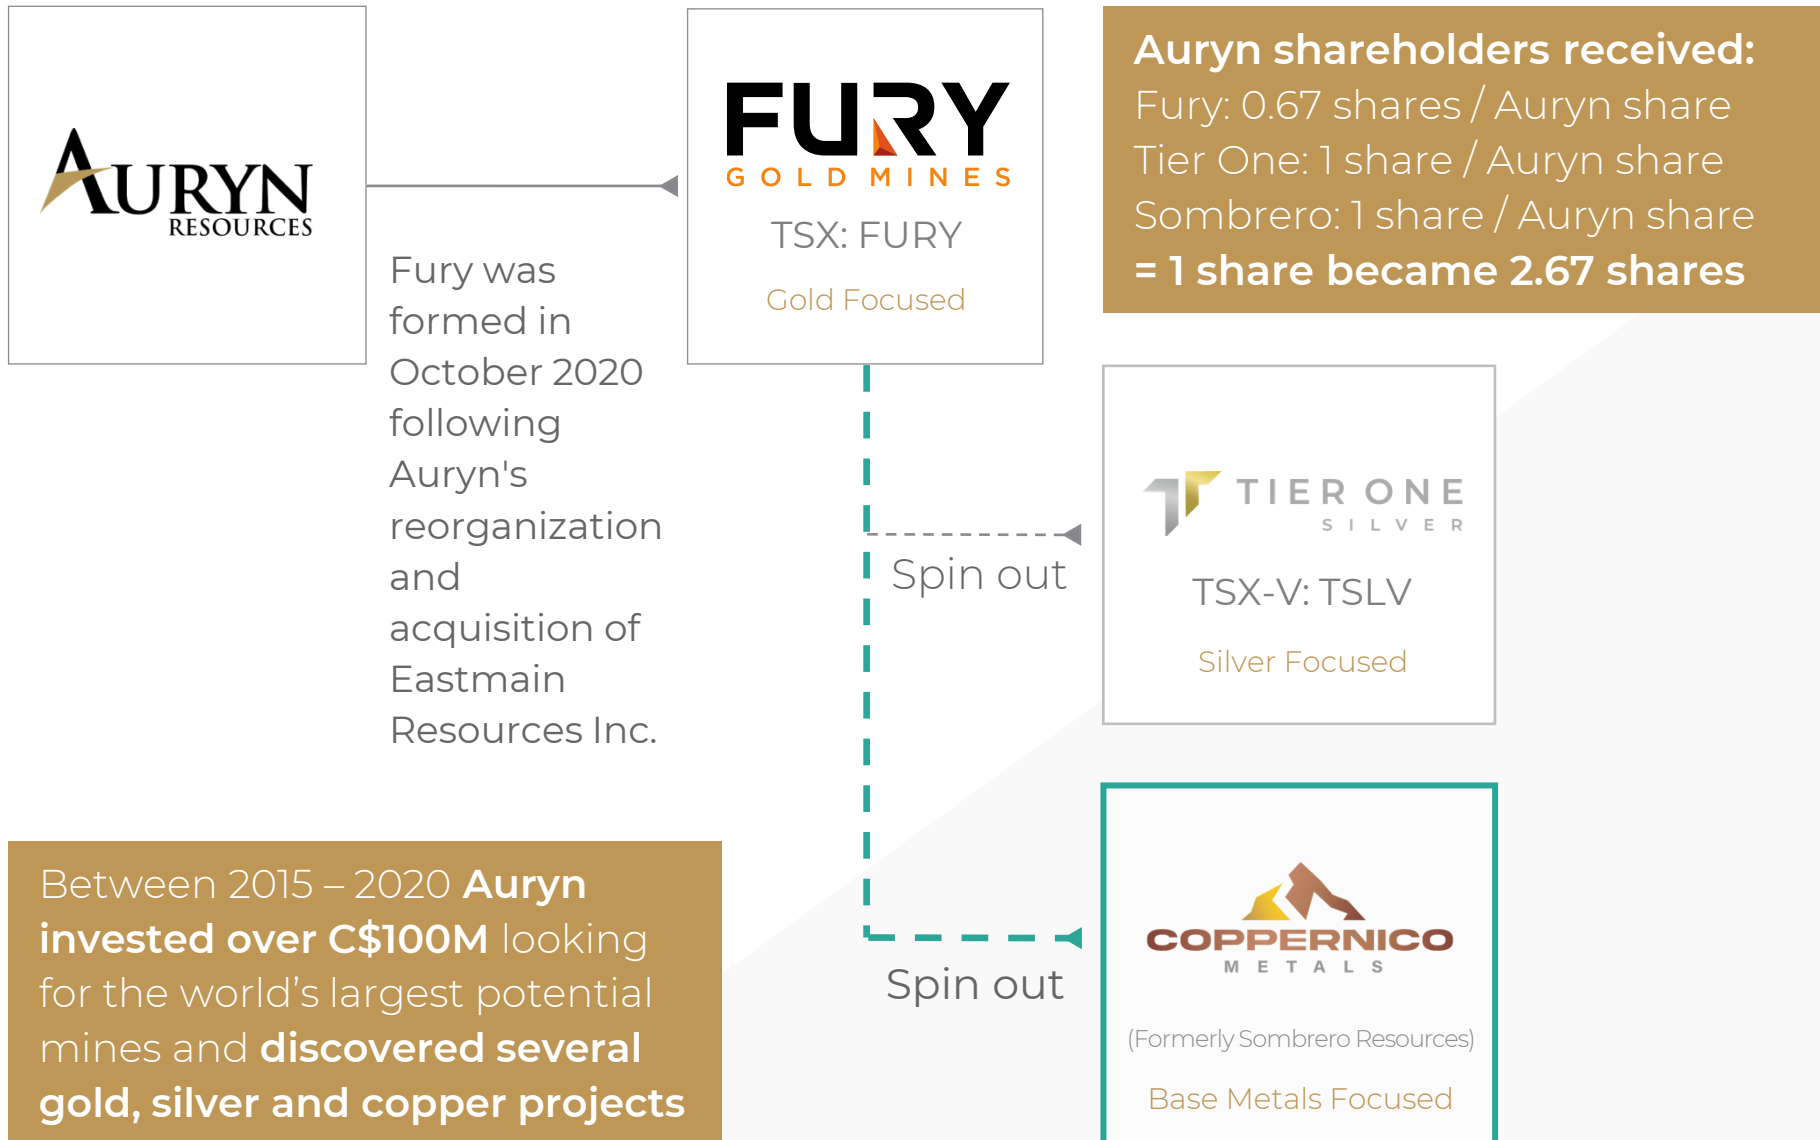 AURYN
RESOURCES
Fury was
formed in
October 2020
following
Auryn's
reorganization
and
acquisition of
Eastmain
Resources Inc.
FURY
GOLD MINES
TSX: FURY
Gold Focused
Auryn shareholders received:
Fury: 0.67 shares / Auryn share
Tier One: 1 share / Auryn share
Sombrero: 1 share / Auryn share
= 1 share became 2.67 shares
Spin out
TIER ONE
SILVER
TSX-V: TSLV
Silver Focused
Between 2015 – 2020 Auryn
invested over C$100M looking
for the world’s largest potential
mines and discovered several
gold, silver and copper projects
Spin out
COPPERNICO
METALS
(Formerly Sombrero Resources)
Base Metals Focused